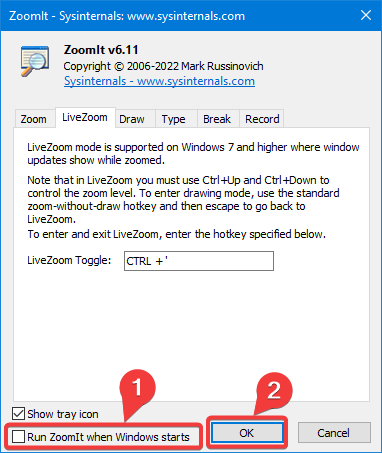 ZoomIt - Sysinternals: www.sysinternals.com
ZoomIt v6.11
Copyright © 2006-2022 Mark Russinovich
Sysinternals - www.sysinternals.com
Zoom LiveZoom Draw Type Break Record
LiveZoom mode is supported on Windows 7 and higher where window
updates show while zoomed.
Note that in LiveZoom you must use Ctrl+Up and Ctrl+Down to
control the zoom level. To enter drawing mode, use the standard
zoom-without-draw hotkey and then escape to go back to
LiveZoom.
To enter and exit LiveZoom, enter the hotkey specified below.
LiveZoom Toggle: CTRL + '
1
2
Show tray icon
Run ZoomIt when Windows starts
OK
Cancel